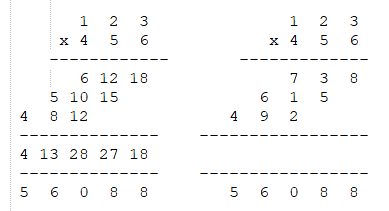 1 2 3 1 2 3
x 4 5 6 x 4 5 6
------------ -------------
6 12 18 7 3 8
5 10 15 6 1 5
4 8 12 4 9 2
-------------- -----------------
4 13 28 27 18
-------------- -----------------
5 6 0 8 8 5 6 0 8 8